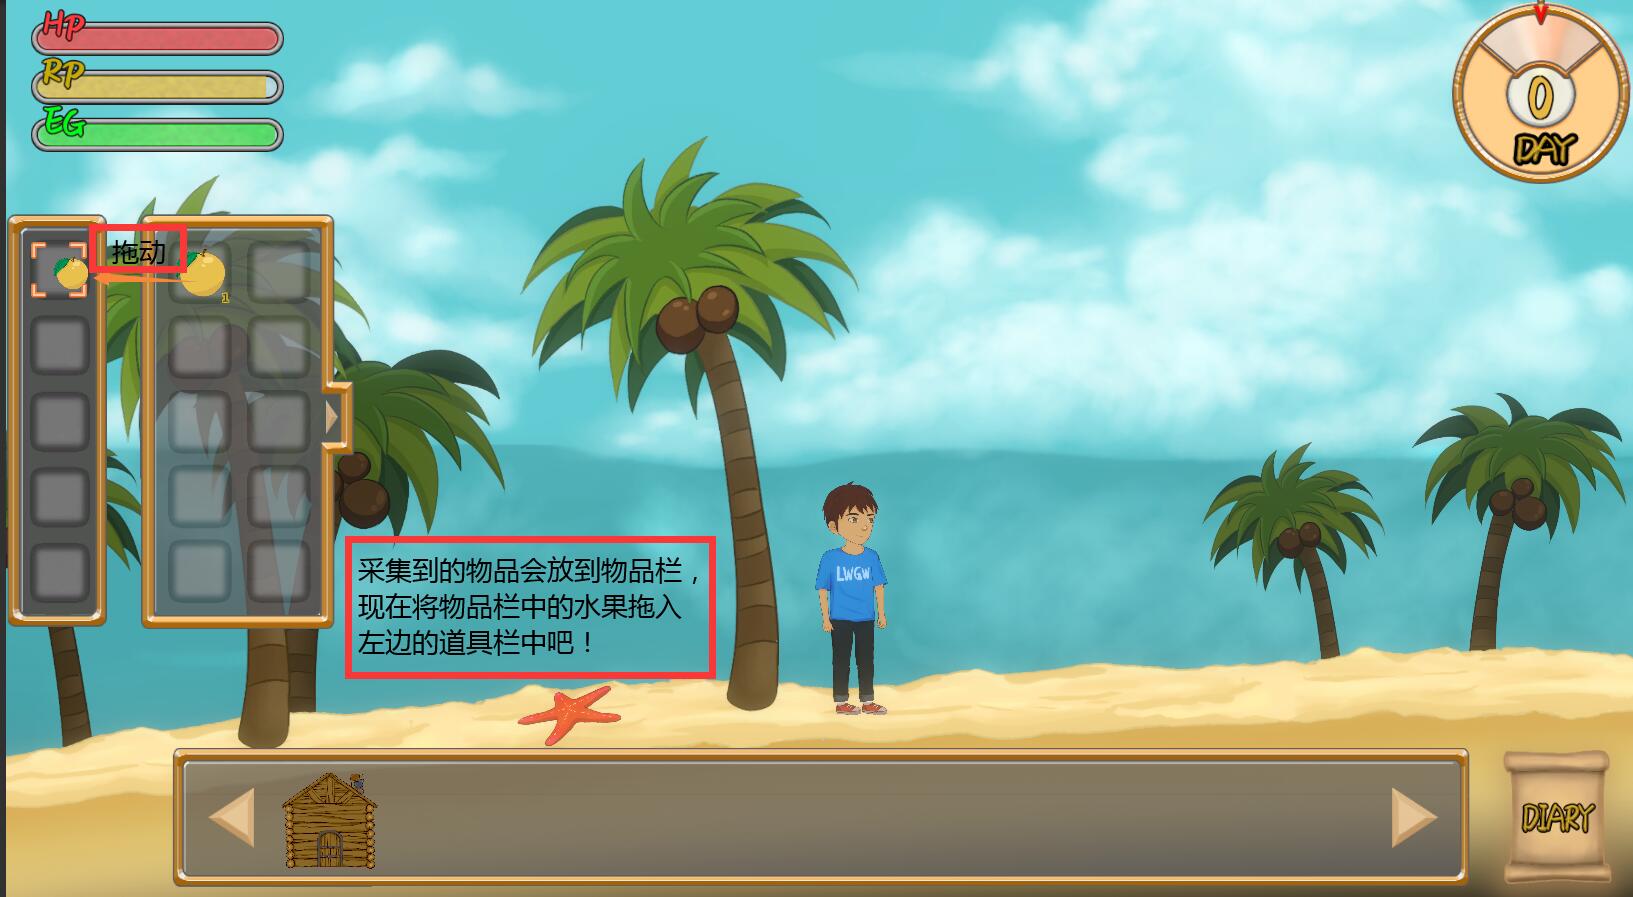 Hp
RP
EG
0
DAY
拖动
1
采集到的物品会放到物品栏，
现在将物品栏中的水果拖入
左边的道具栏中吧！
LWGW
DIARY